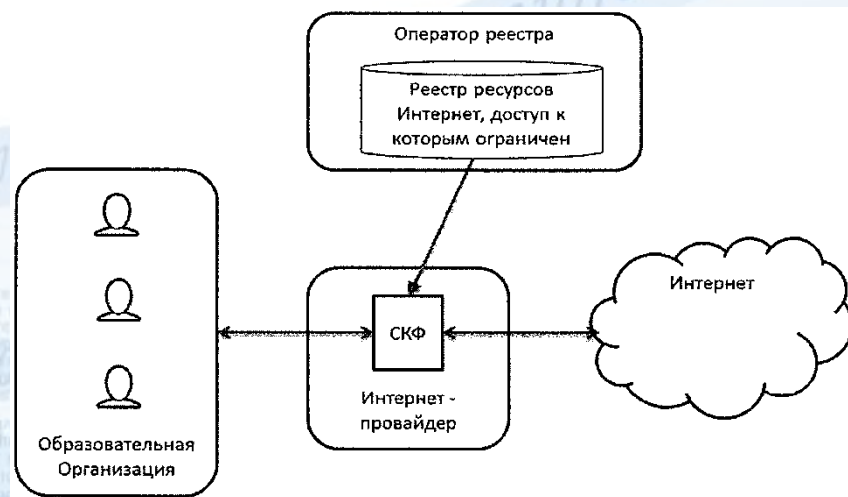 Оператор реестра
Реестр ресурсов
Интернет, доступ к
которым ограничен
Интернет
СКФ
Интернет -
провайдер
Образовательная
Организация